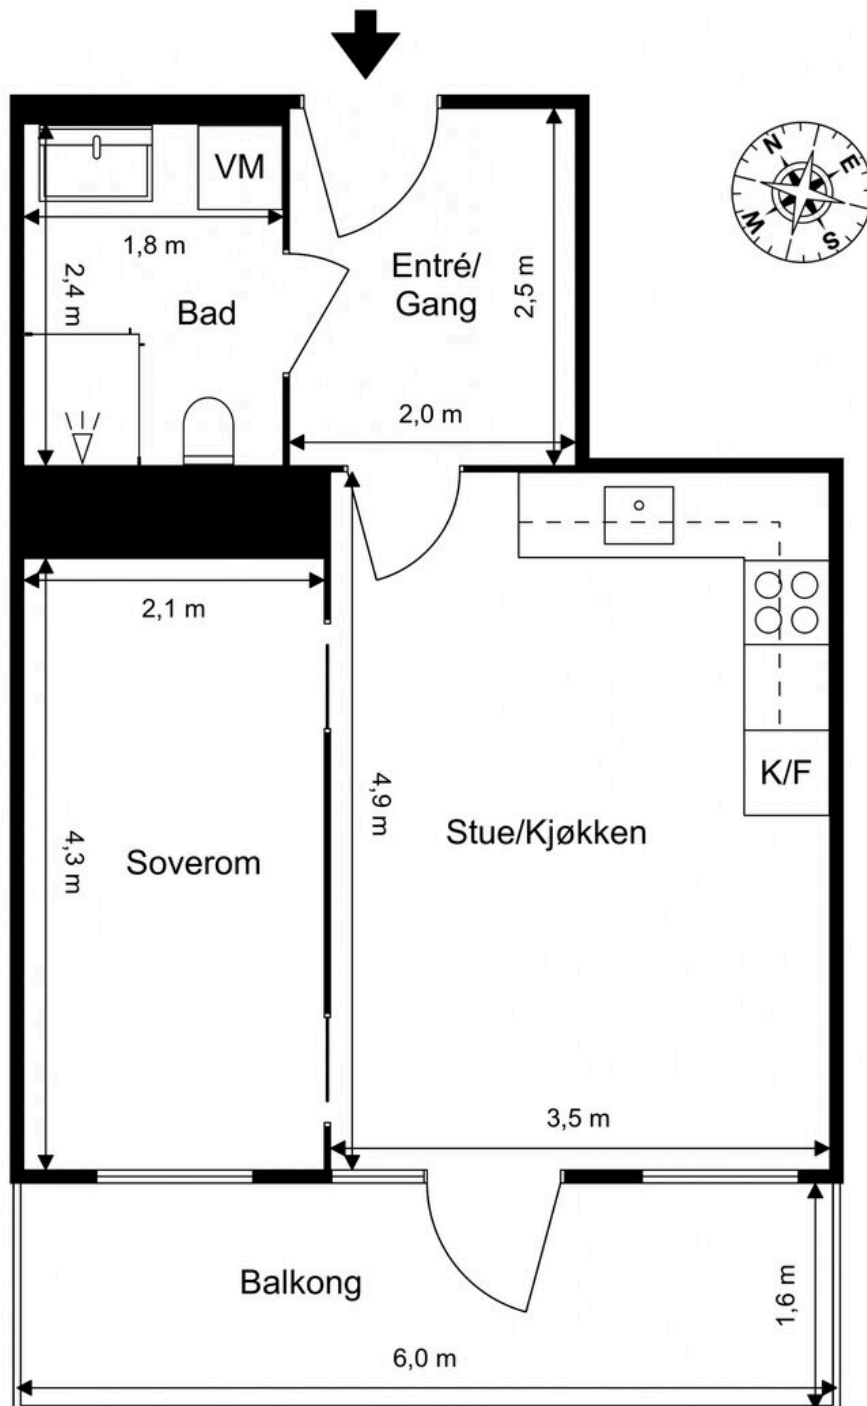 VM
1,8 m
2,4 m
Bad
Entré/
Gang
2,5 m
2,0 m
N
E
W
S
2,1 m
4,3 m
Soverom
4,9 m
Stue/Kjøkken
K/F
3,5 m
Balkong
1,6 m
6,0 m